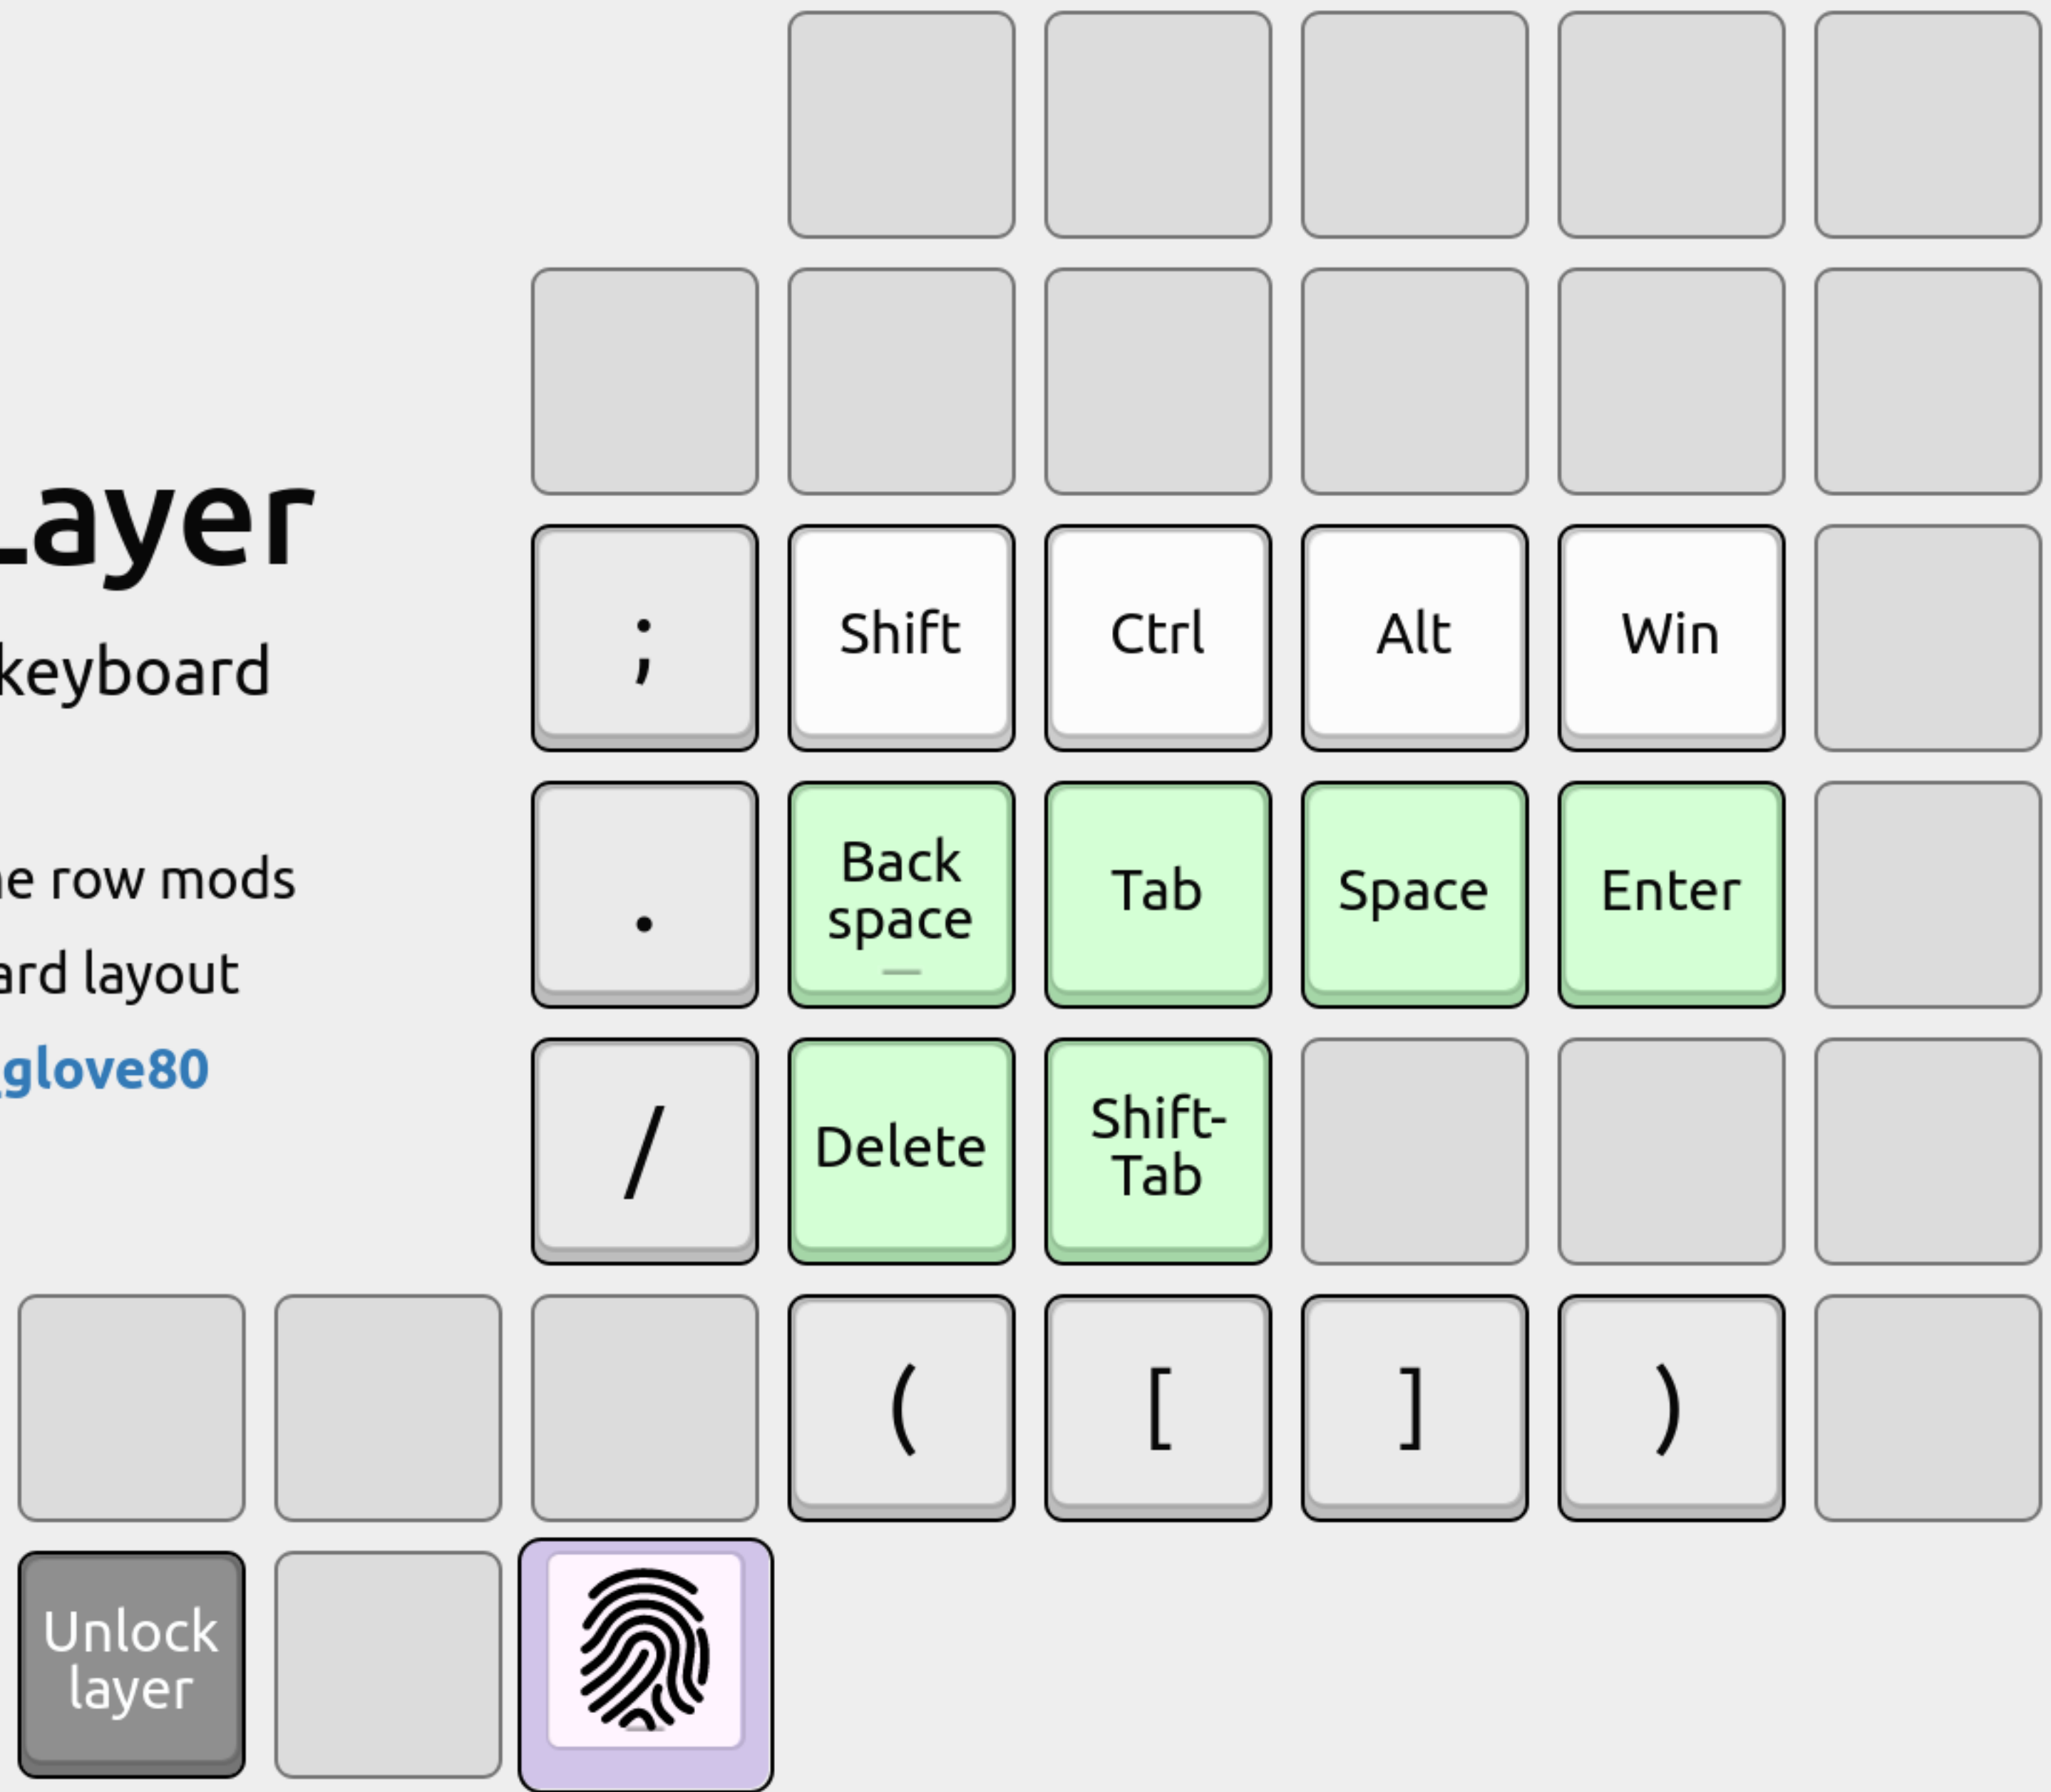 Layer
keyboard
e row mods
ard layout
glove80
;
Shift
Ctrl
Alt
Win
.
Back
space
Tab
Space
Enter
/
Delete
Shift-
Tab
(
[
]
)
Unlock
layer